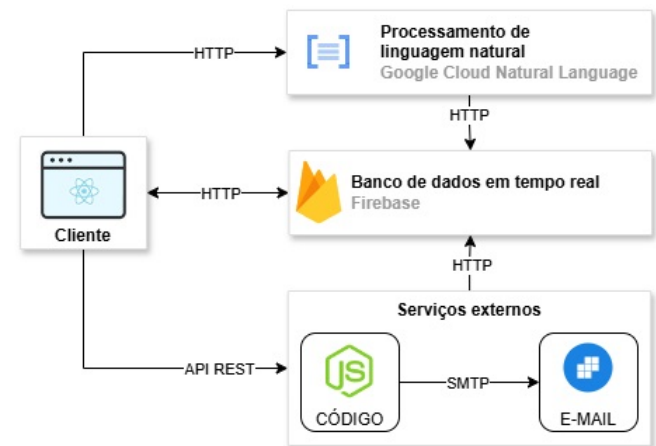 Processamento de
linguagem natural
Google Cloud Natural Language
HTTP
HTTP
Cliente
HTTP
Banco de dados em tempo real
Firebase
HTTP
Serviços externos
API REST
JS
CÓDIGO
SMTP
E-MAIL